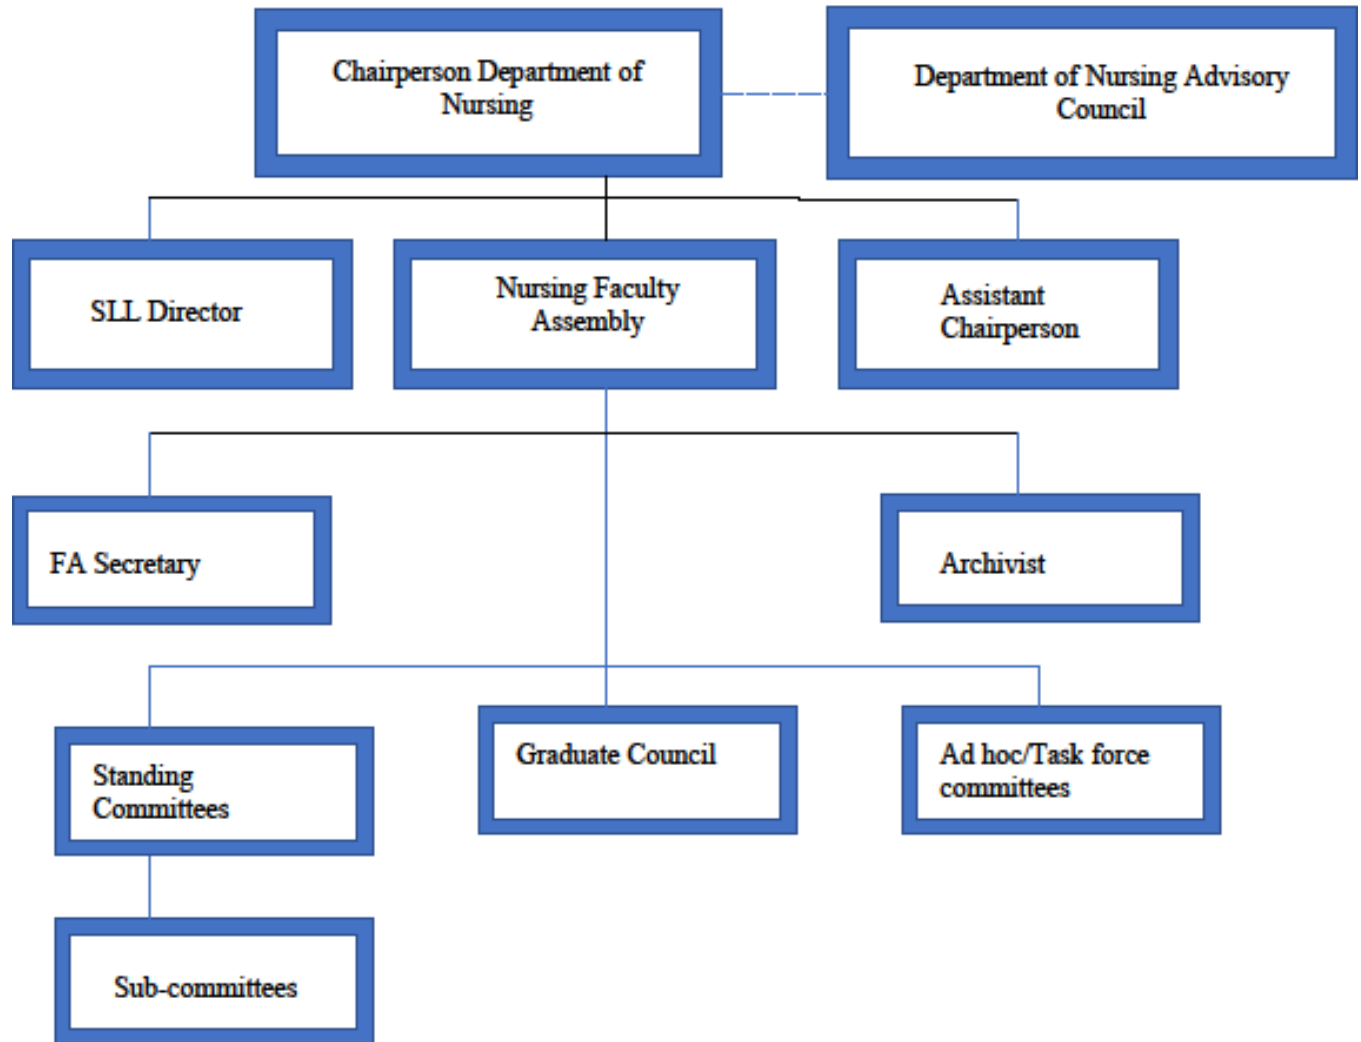 Chairperson Department of
Nursing
Department of Nursing Advisory
Council
SLL Director
Nursing Faculty
Assembly
Assistant
Chairperson
FA Secretary
Archivist
Standing
Committees
Graduate Council
Ad hoc/Task force
committees
Sub-committees